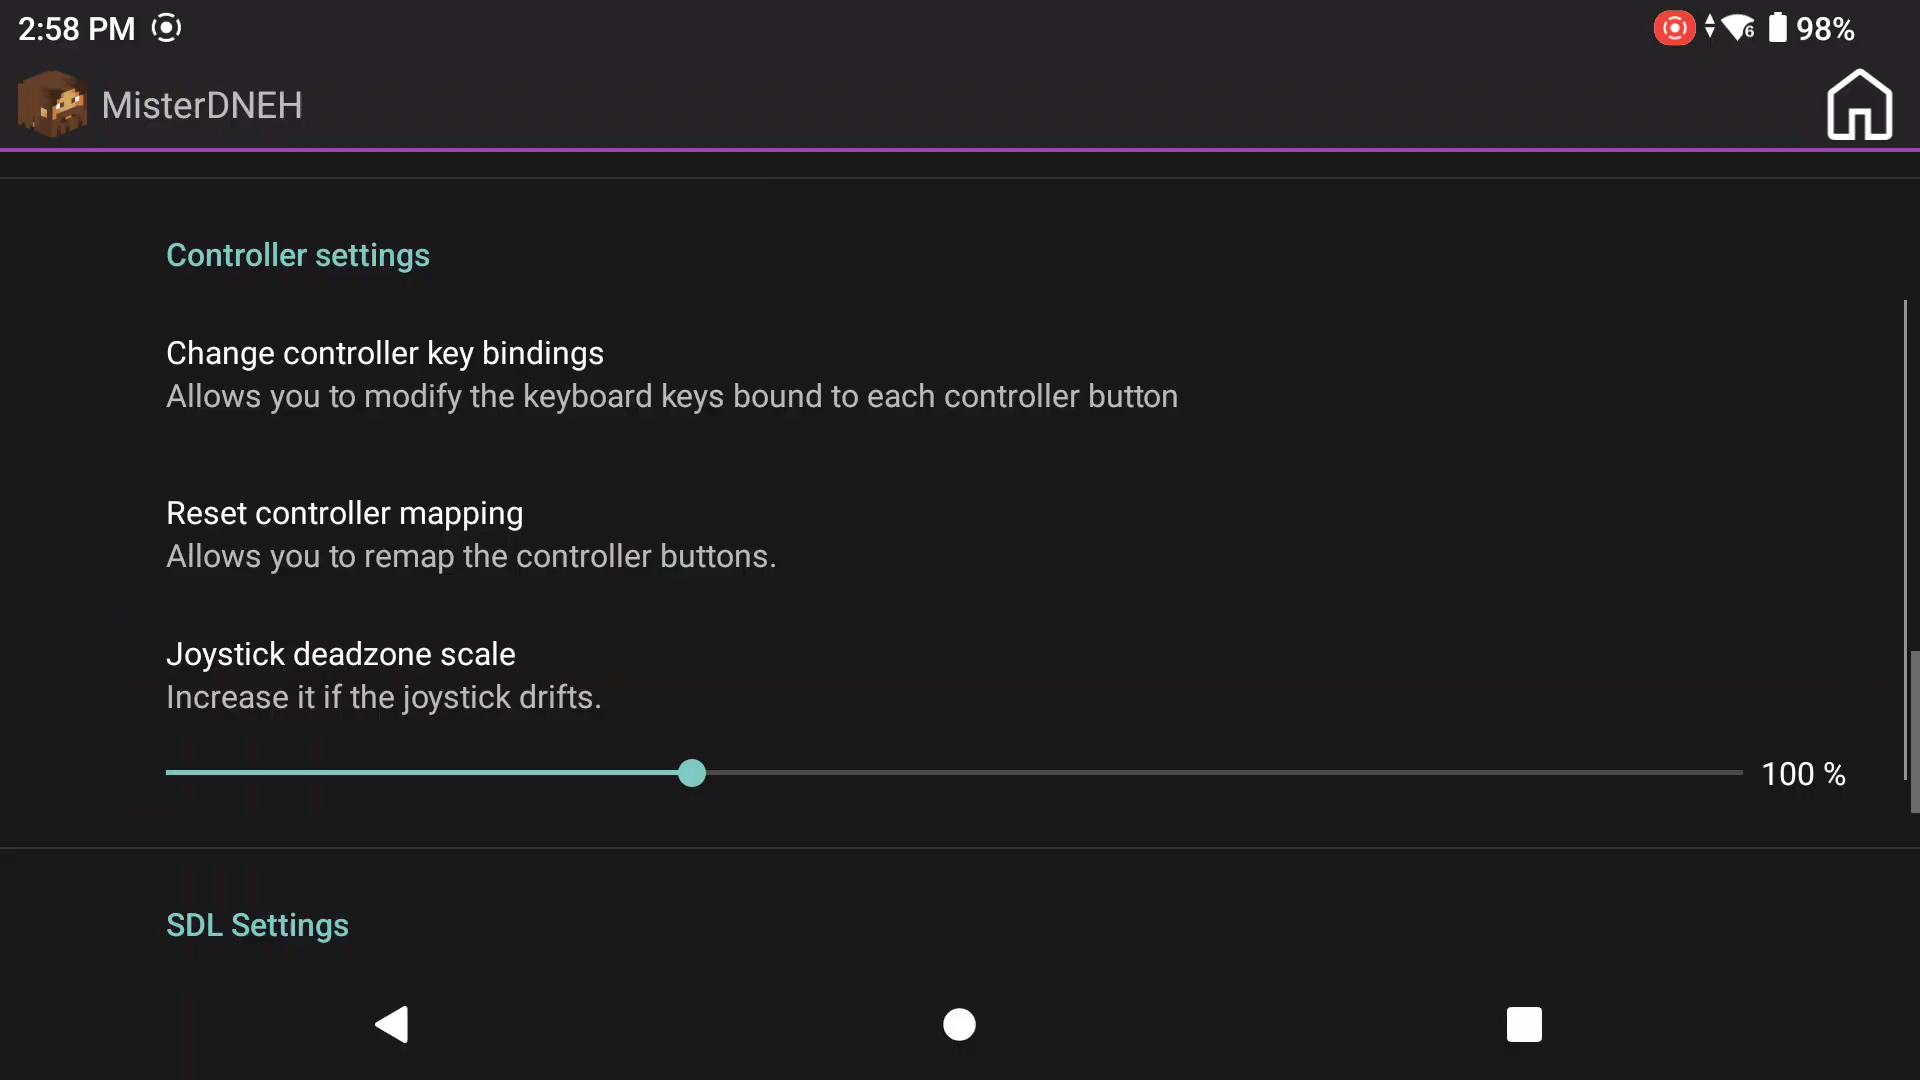 2:58 PM
6 98%
MisterDNEH
Controller settings
Change controller key bindings
Allows you to modify the keyboard keys bound to each controller button
Reset controller mapping
Allows you to remap the controller buttons.
Joystick deadzone scale
Increase it if the joystick drifts.
100 %
SDL Settings